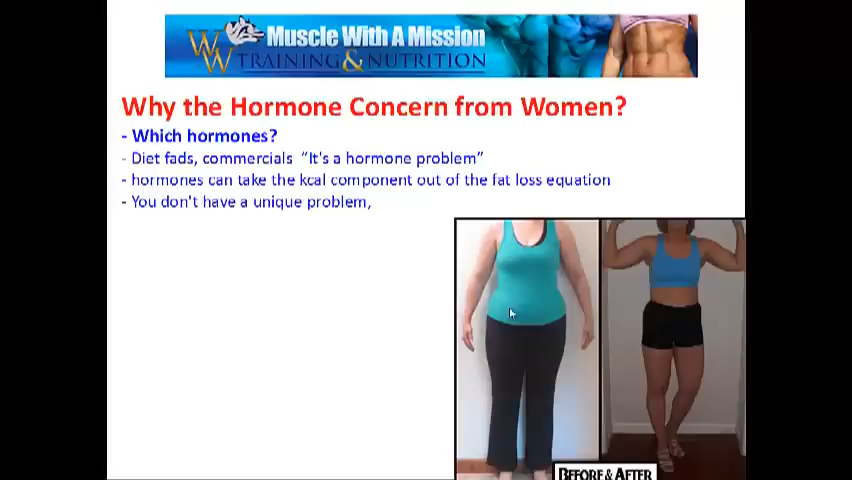 WW Muscle With A Mission
TRAINING & NUTRITION
Why the Hormone Concern from Women?
- Which hormones?
- Diet fads, commercials “It's a hormone problem”
- hormones can take the kcal component out of the fat loss equation
- You don't have a unique problem,
BEFORE & AFTER